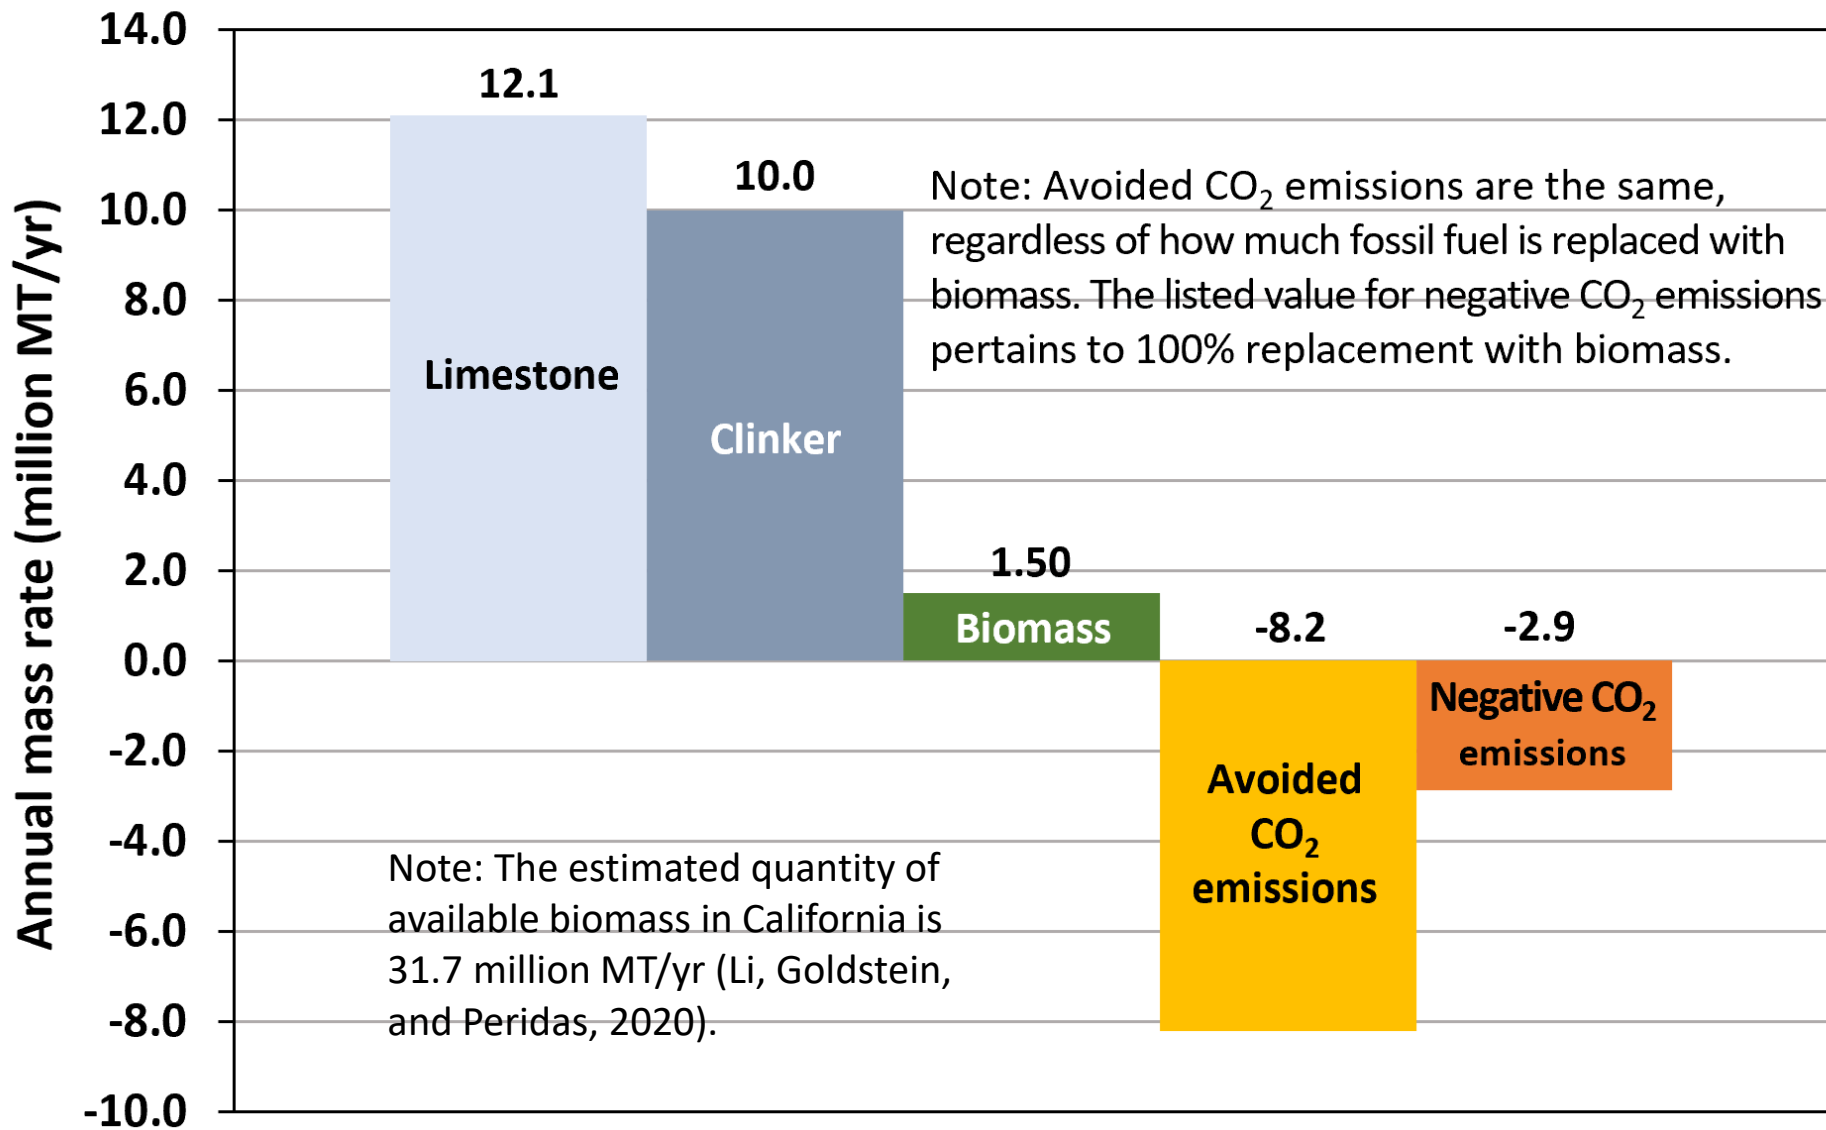 Annual mass rate (million MT/yr)
14.0
12.0
10.0
8.0
6.0
4.0
2.0
0.0
-2.0
-4.0
-6.0
-8.0
-10.0
12.1
Limestone
10.0
Clinker
1.50
Biomass
-8.2
Avoided
CO₂
emissions
-2.9
Negative CO₂
emissions
Note: Avoided CO₂ emissions are the same,
regardless of how much fossil fuel is replaced with
biomass. The listed value for negative CO₂ emissions
pertains to 100% replacement with biomass.
Note: The estimated quantity of
available biomass in California is
31.7 million MT/yr (Li, Goldstein,
and Peridas, 2020).